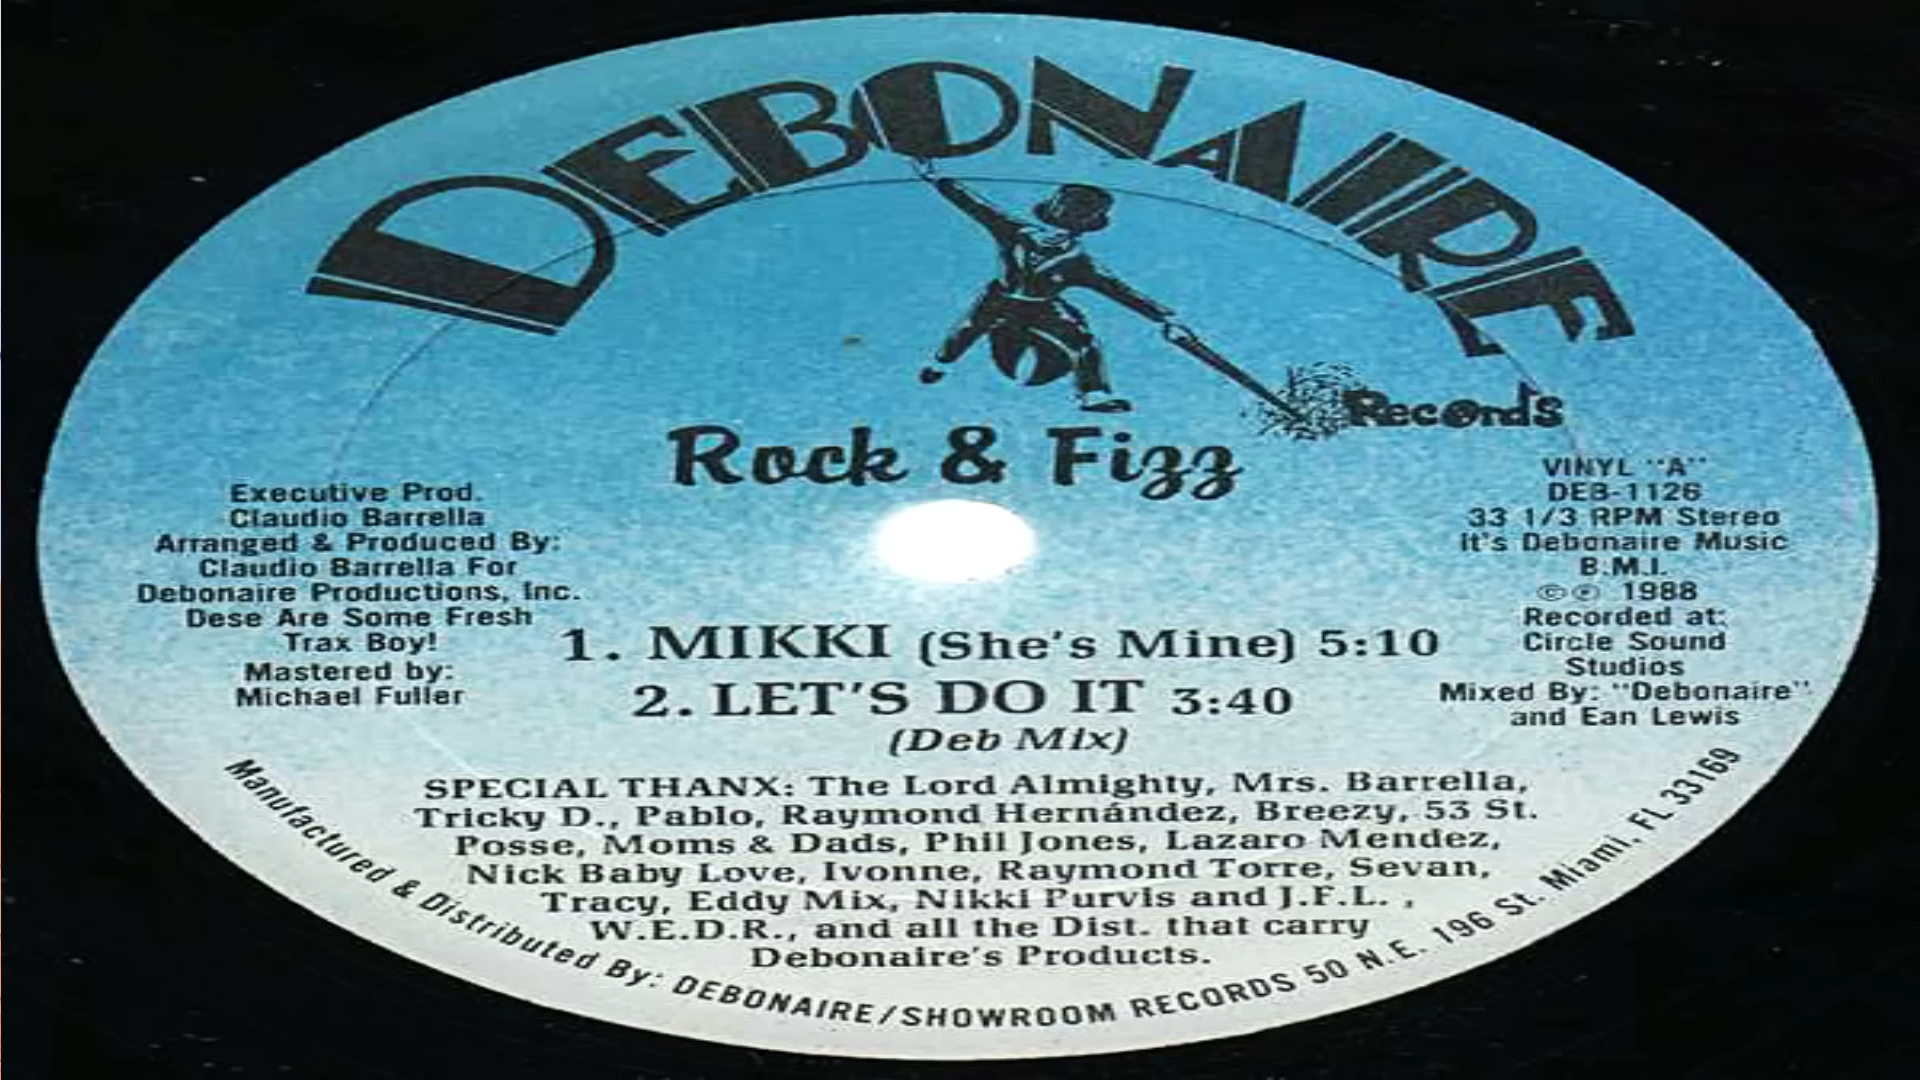 DEBONAIRE
Records
Rock & Fizz
Executive Prod.
Claudio Barrella
Arranged & Produced By:
Claudio Barrella For
Debonaire Productions, Inc.
Dese Are Some Fresh
Trax Boy!
Mastered by:
Michael Fuller
VINYL "A"
DEB-1126
33 1/3 RPM Stereo
It's Debonaire Music
B.M.I.
© ℗ 1988
Recorded at:
Circle Sound
Studios
Mixed By: "Debonaire"
and Ean Lewis
1. MIKKI (She's Mine) 5:10
2. LET'S DO IT 3:40
(Deb Mix)
SPECIAL THANX: The Lord Almighty, Mrs. Barrella,
Tricky D., Pablo, Raymond Hernández, Breezy, 53 St.
Posse, Moms & Dads, Phil Jones, Lazaro Mendez,
Nick Baby Love, Ivonne, Raymond Torre, Sevan,
Tracy, Eddy Mix, Nikki Purvis and J.F.L. ,
W.E.D.R., and all the Dist. that carry
Debonaire's Products.
Manufactured & Distributed By: DEBONAIRE/SHOWROOM RECORDS 50 N.E. 196 St. Miami, FL 33169